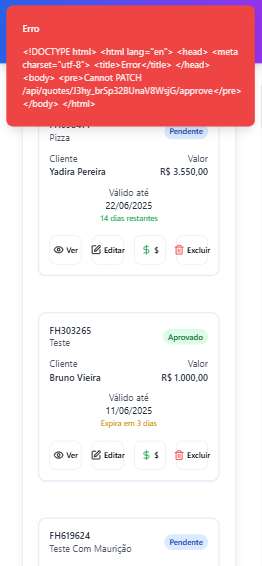 Erro
<!DOCTYPE html> <html lang="en"> <head> <meta
charset="utf-8"> <title>Error</title> </head>
<body> <pre>Cannot PATCH
/api/quotes/J3hy_brSp32BUnaV8WsjG/approve</pre>
</body> </html>
Pendente
Pizza
Cliente Valor
Yadira Pereira R$ 3.550,00
Válido até
22/06/2025
14 dias restantes
Ver Editar $ Excluir
FH303265 Aprovado
Teste
Cliente Valor
Bruno Vieira R$ 1.000,00
Válido até
11/06/2025
Expira em 3 dias
Ver Editar $ Excluir
FH619624 Pendente
Teste Com Maurição